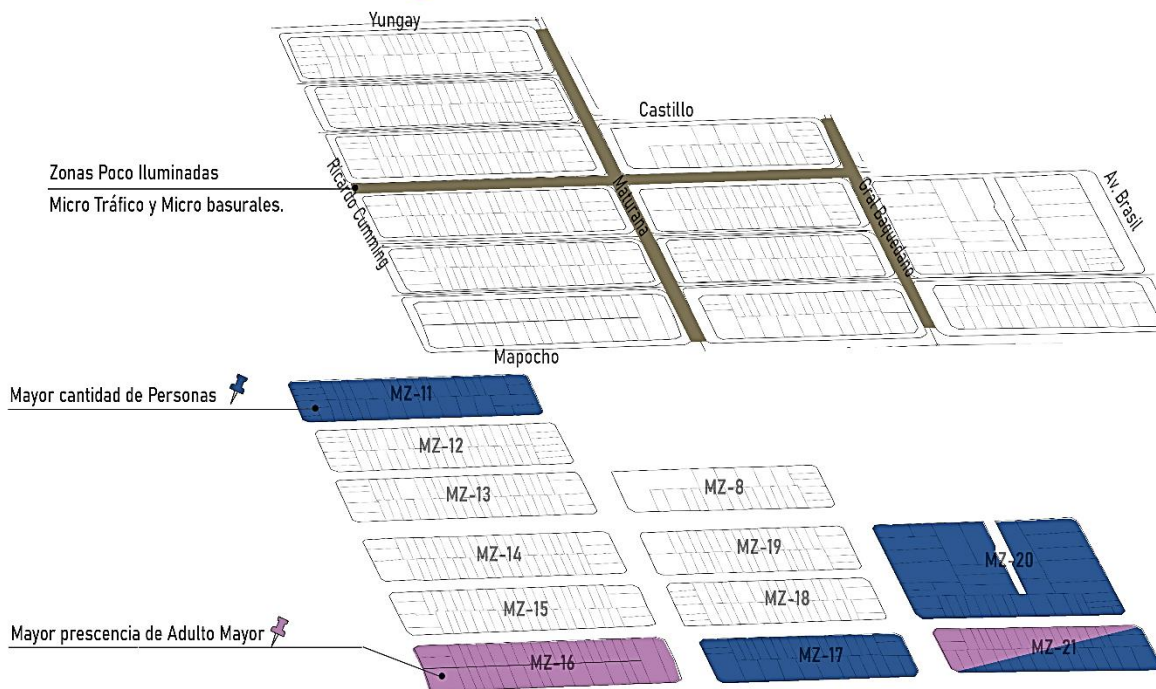 Yungay
Castillo
Zonas Poco Iluminadas
Micro Tráfico y Micro basurales.
Ricardo Cumming
Maturana
Gral Baquedano
Av. Brasil
Mapocho
Mayor cantidad de Personas
MZ-11
MZ-12
MZ-13
MZ-8
MZ-14
MZ-19
MZ-20
MZ-15
MZ-18
Mayor prescencia de Adulto Mayor
MZ-16
MZ-17
MZ-21